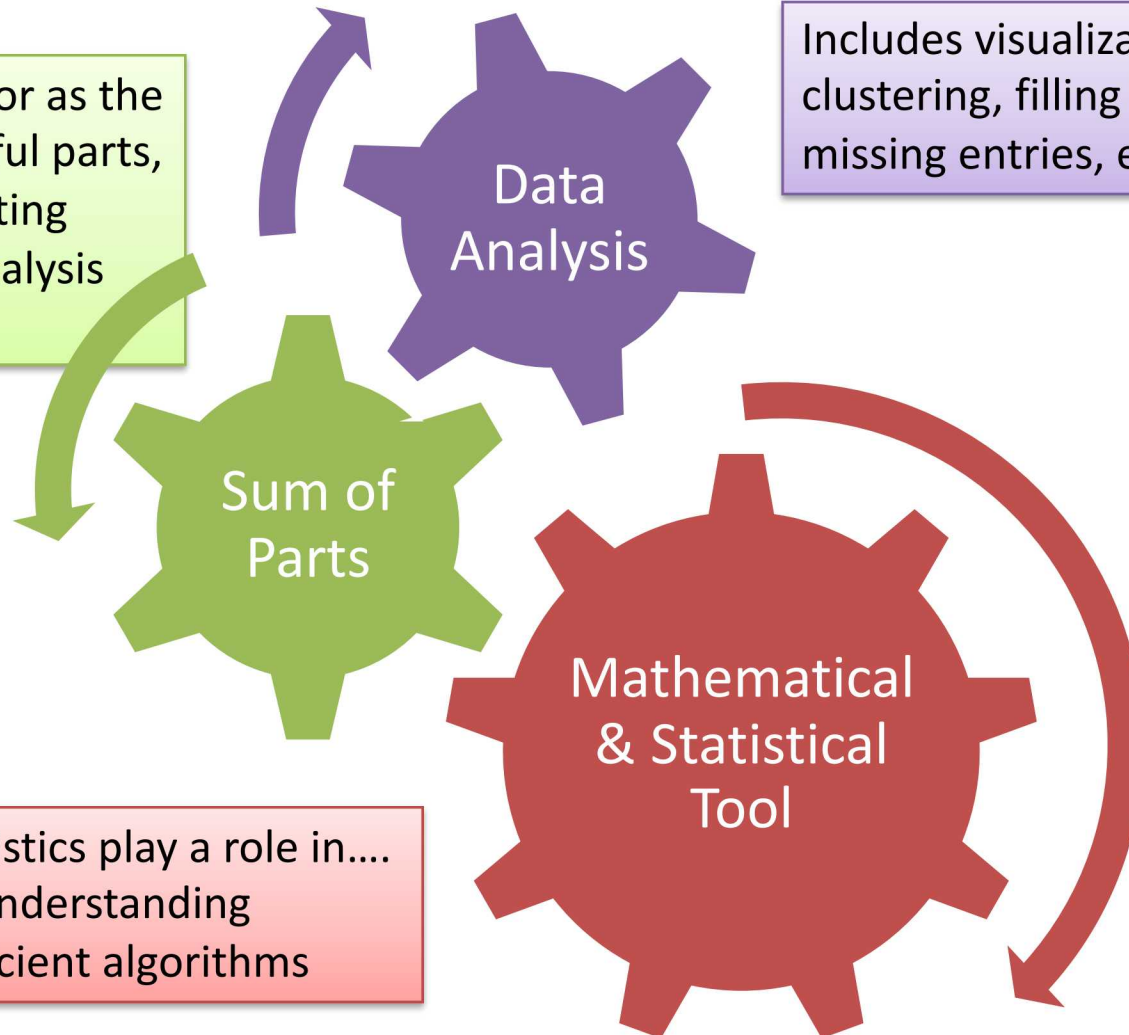 or as the
ful parts,
ting
alysis
Data
Analysis
Includes visualiza
clustering, filling
missing entries, e
Sum of
Parts
Mathematical
& Statistical
Tool
stics play a role in....
nderstanding
cient algorithms